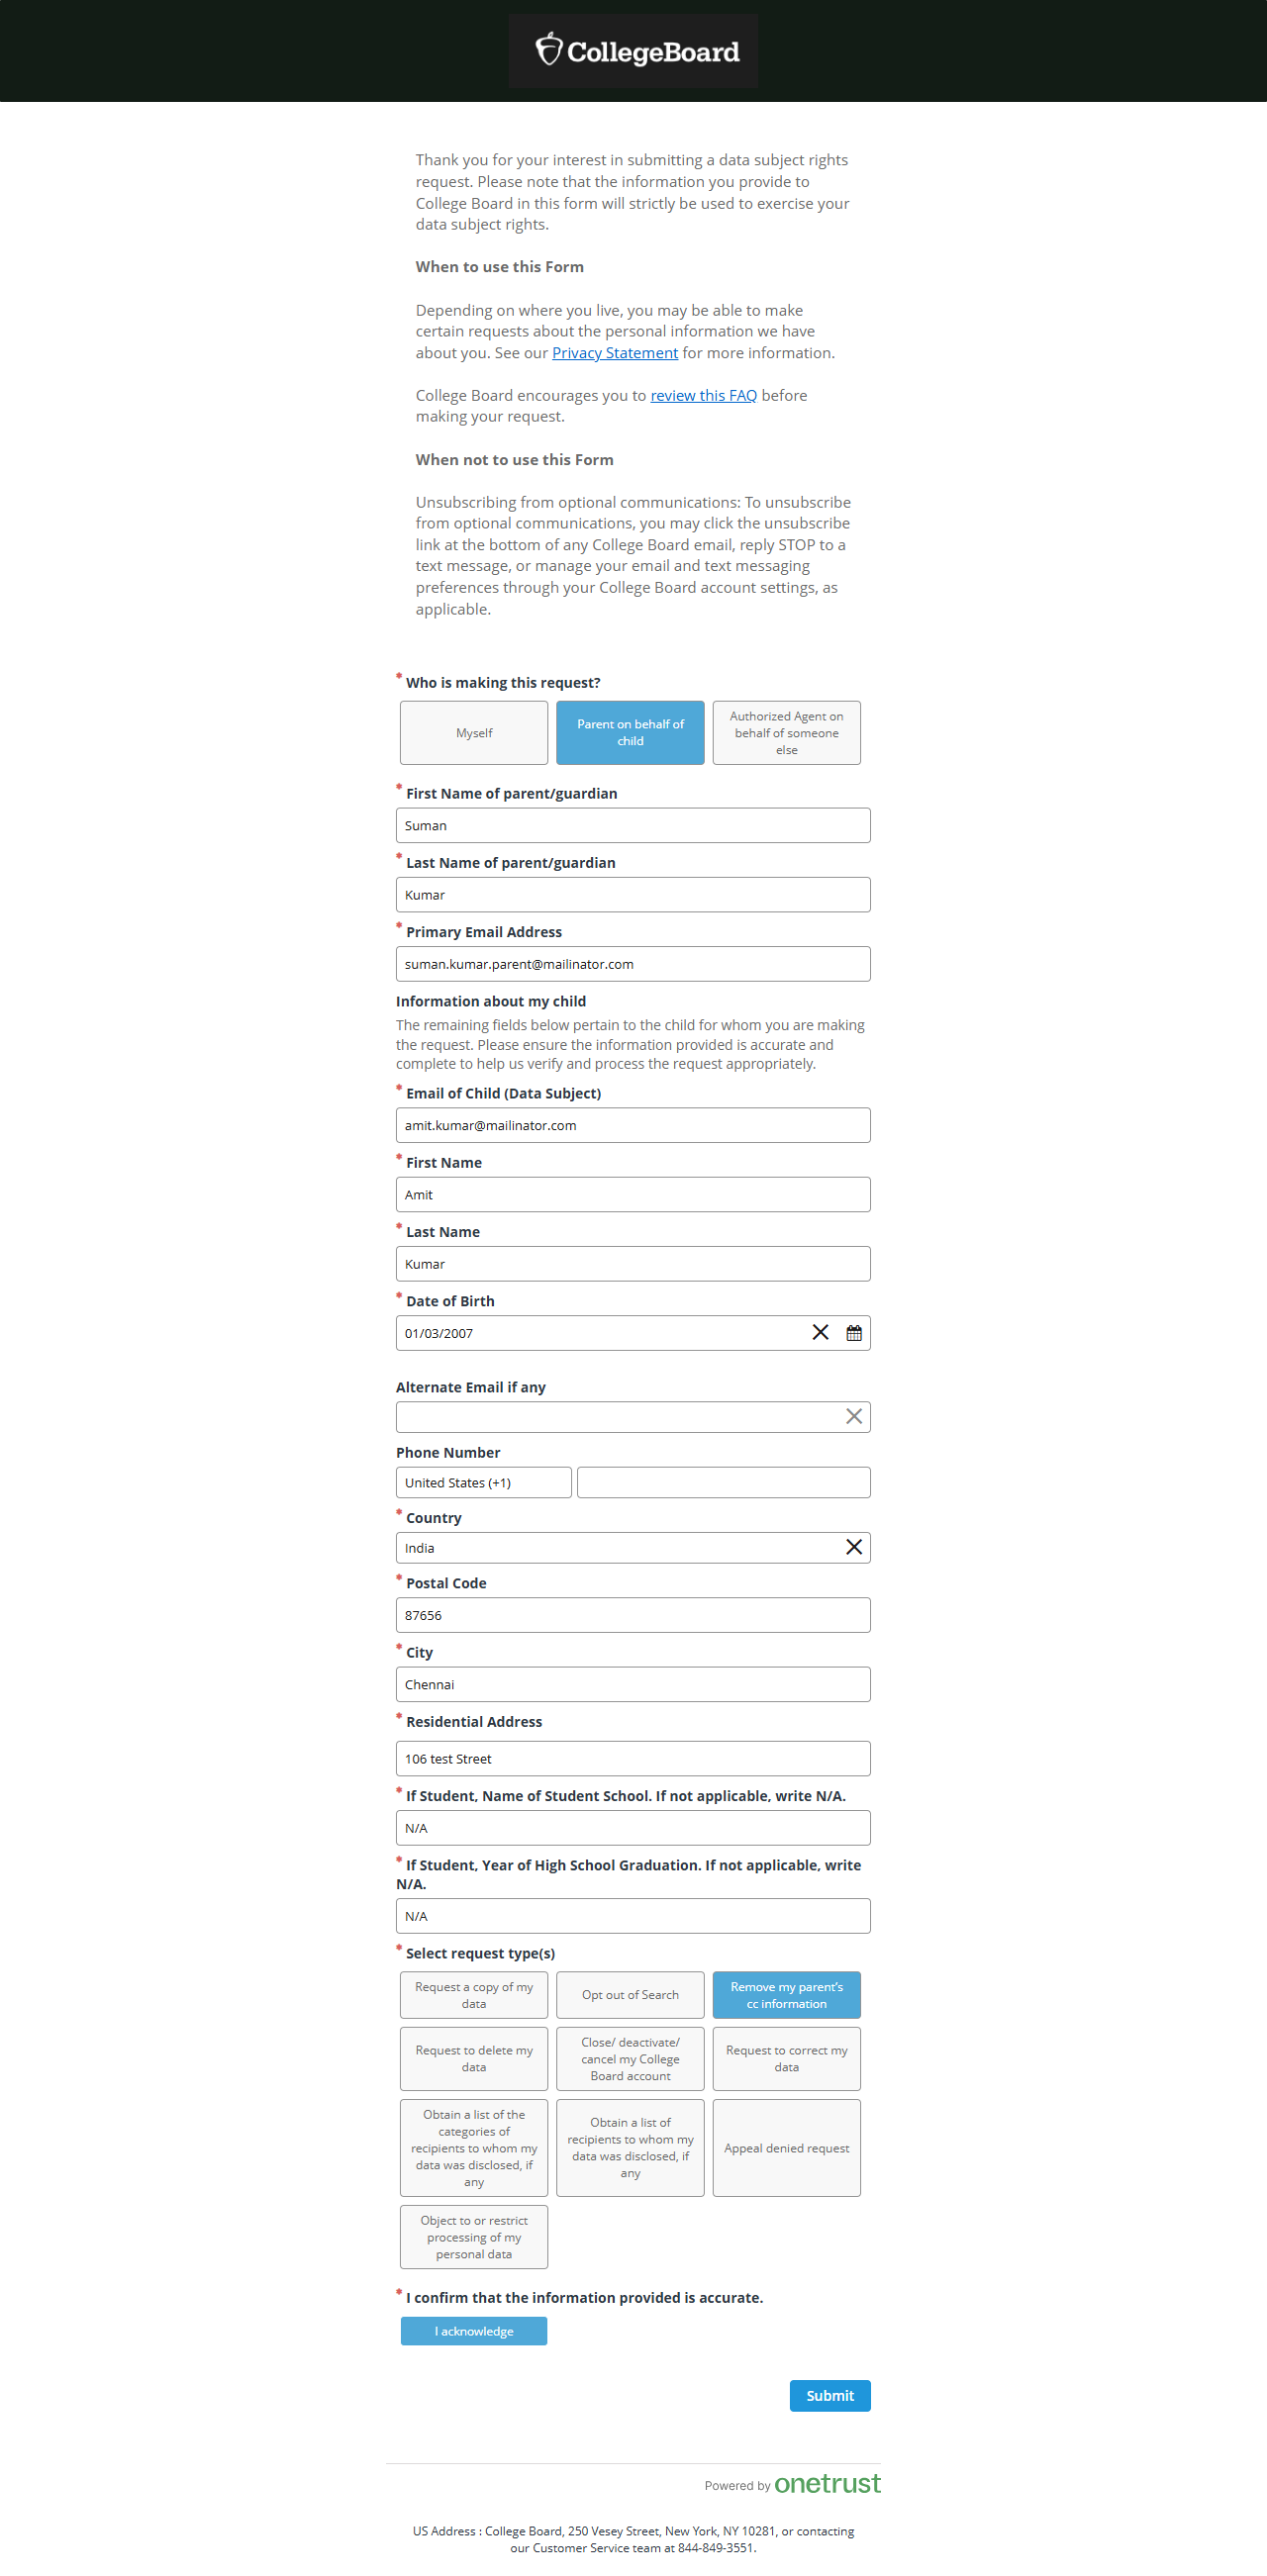 CollegeBoard
Thank you for your interest in submitting a data subject rights
request. Please note that the information you provide to
College Board in this form will strictly be used to exercise your
data subject rights.
When to use this Form
Depending on where you live, you may be able to make
certain requests about the personal information we have
about you. See our Privacy Statement for more information.
College Board encourages you to review this FAQ before
making your request.
When not to use this Form
Unsubscribing from optional communications: To unsubscribe
from optional communications, you may click the unsubscribe
link at the bottom of any College Board email, reply STOP to a
text message, or manage your email and text messaging
preferences through your College Board account settings, as
applicable.
* Who is making this request?
Myself
Parent on behalf of
child
Authorized Agent on
behalf of someone
else
* First Name of parent/guardian
Suman
* Last Name of parent/guardian
Kumar
* Primary Email Address
suman.kumar.parent@mailinator.com
Information about my child
The remaining fields below pertain to the child for whom you are making
the request. Please ensure the information provided is accurate and
complete to help us verify and process the request appropriately.
* Email of Child (Data Subject)
amit.kumar@mailinator.com
* First Name
Amit
* Last Name
Kumar
* Date of Birth
01/03/2007
Alternate Email if any
Phone Number
United States (+1)
* Country
India
* Postal Code
87656
* City
Chennai
* Residential Address
106 test Street
* If Student, Name of Student School. If not applicable, write N/A.
N/A
* If Student, Year of High School Graduation. If not applicable, write
N/A.
N/A
* Select request type(s)
Request a copy of my
data
Opt out of Search
Remove my parent's
cc information
Request to delete my
data
Close/ deactivate/
cancel my College
Board account
Request to correct my
data
Obtain a list of the
categories of
recipients to whom my
data was disclosed, if
any
Obtain a list of
recipients to whom my
data was disclosed, if
any
Appeal denied request
Object to or restrict
processing of my
personal data
* I confirm that the information provided is accurate.
I acknowledge
Submit
Powered by onetrust
US Address : College Board, 250 Vesey Street, New York, NY 10281, or contacting
our Customer Service team at 844-849-3551.